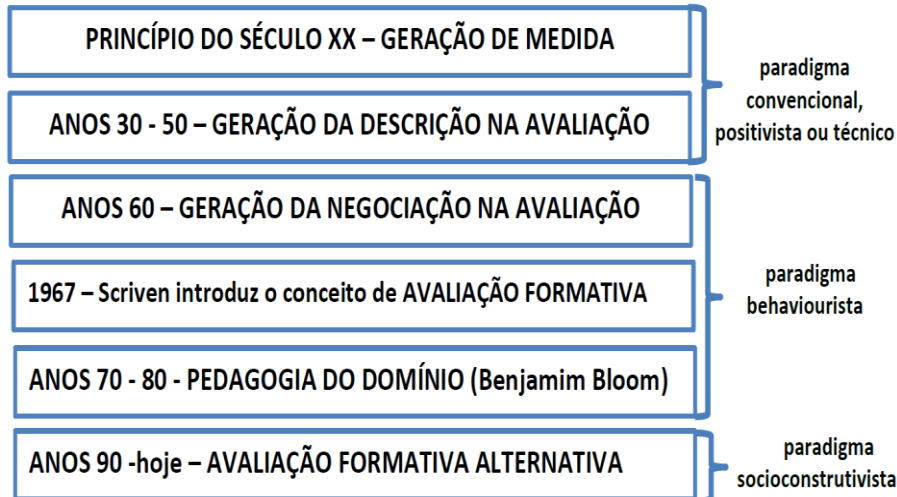 PRINCÍPIO DO SÉCULO XX – GERAÇÃO DE MEDIDA
ANOS 30 - 50 – GERAÇÃO DA DESCRIÇÃO NA AVALIAÇÃO
paradigma
convencional,
positivista ou técnico
ANOS 60 – GERAÇÃO DA NEGOCIAÇÃO NA AVALIAÇÃO
1967 – Scriven introduz o conceito de AVALIAÇÃO FORMATIVA
ANOS 70 - 80 - PEDAGOGIA DO DOMÍNIO (Benjamim Bloom)
paradigma
behaviourista
ANOS 90 -hoje – AVALIAÇÃO FORMATIVA ALTERNATIVA
paradigma
socioconstrutivista